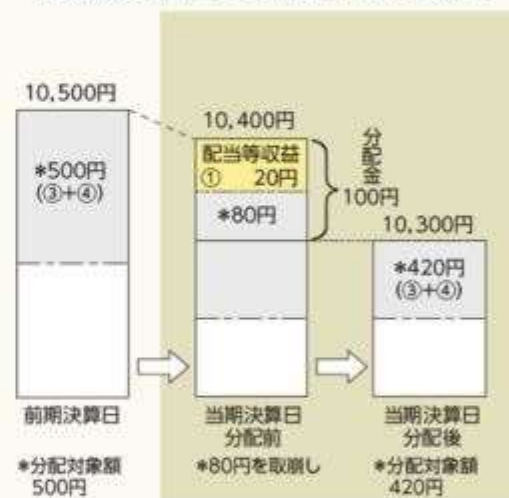 10,500円
*500円
(③+④)
10,400円
配当等収益
① 20円
*80円
分配金
100円
10,300円
*420円
(③+④)
前期決算日
当期決算日
分配前
当期決算日
分配後
*分配対象額
500円
*80円を取崩し
*分配対象額
420円